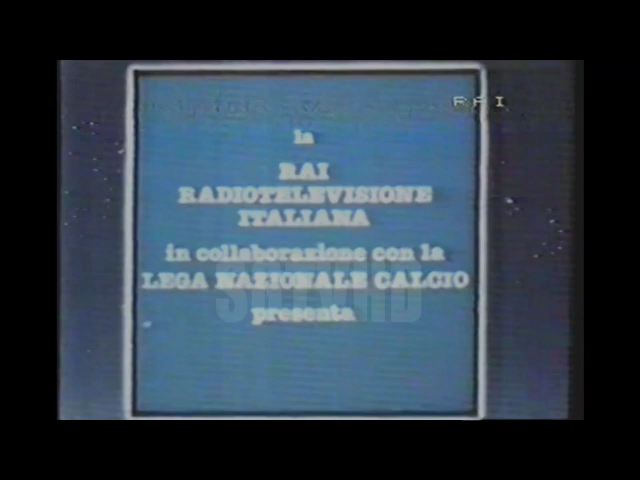 RAI
la
RAI
RADIOTELEVISIONE
ITALIANA
in collaborazione con la
LEGA NAZIONALE CALCIO
presenta